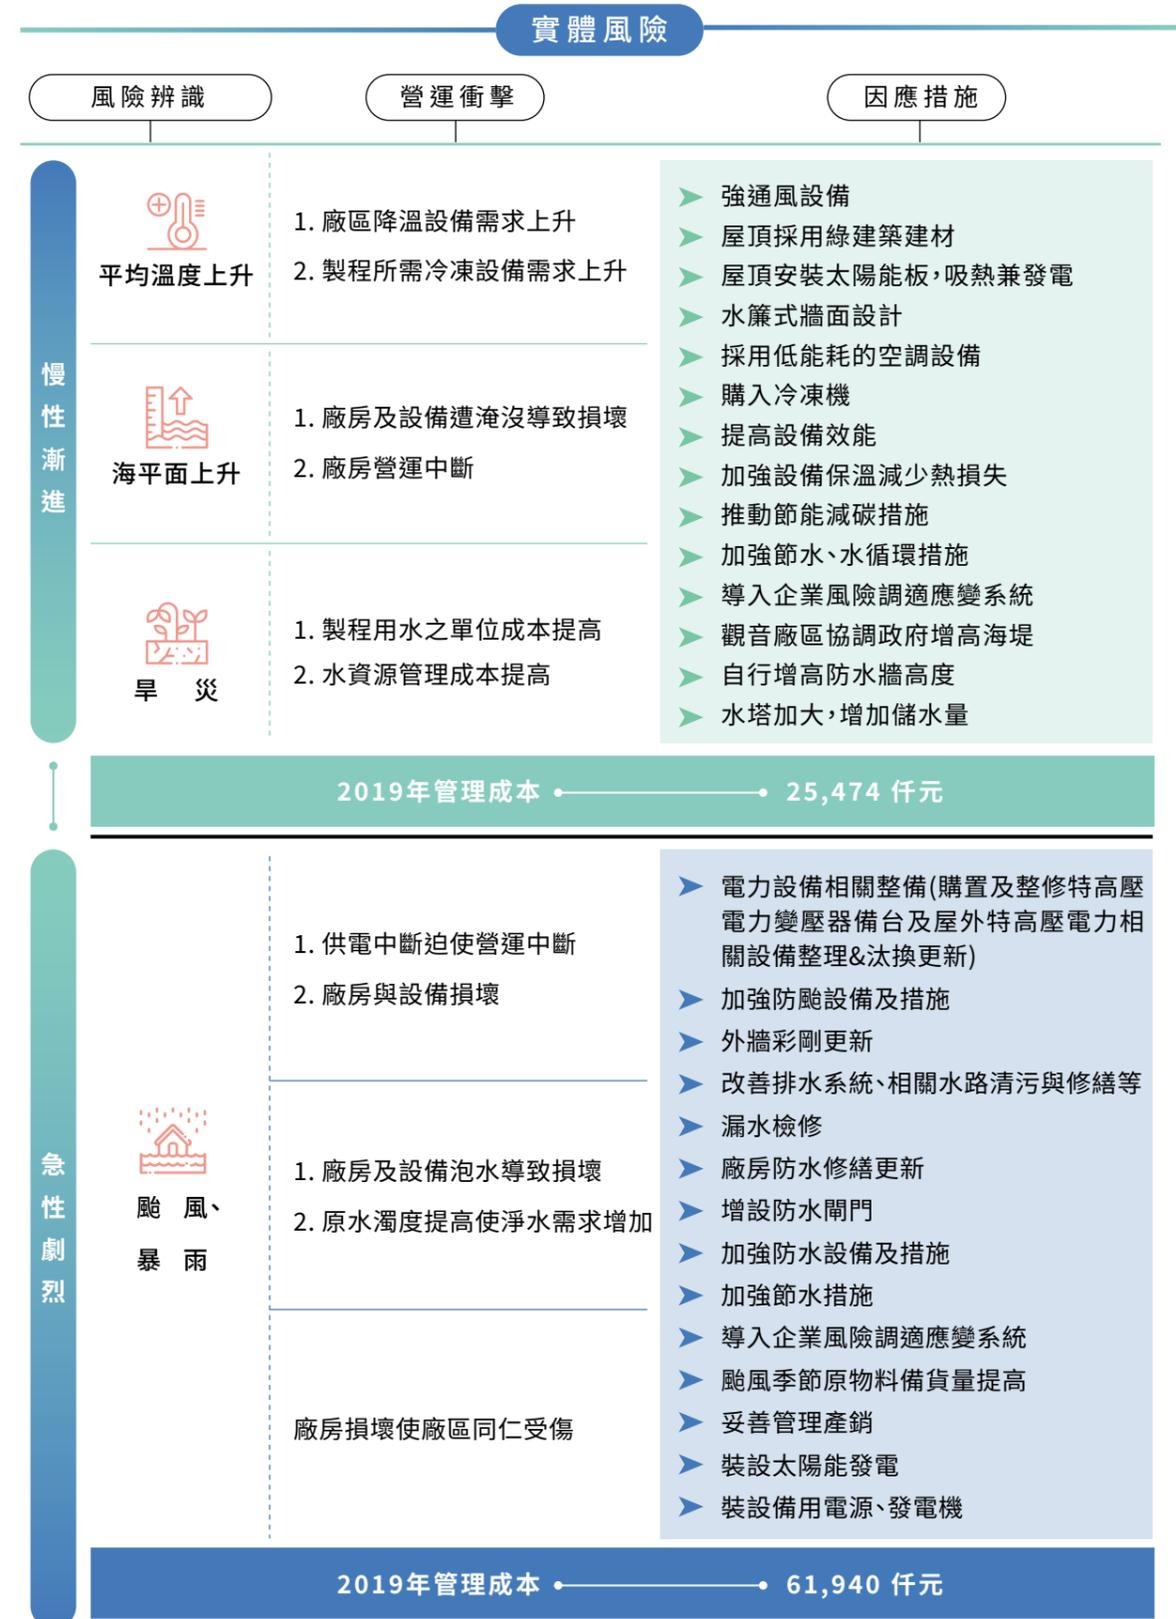 實體風險
風險辨識
營運衝擊
因應措施
慢性漸進
平均溫度上升
1. 廠區降溫設備需求上升
2. 製程所需冷凍設備需求上升
海平面上升
1. 廠房及設備遭淹沒導致損壞
2. 廠房營運中斷
旱 災
1. 製程用水之單位成本提高
2. 水資源管理成本提高
強通風設備
屋頂採用綠建築建材
屋頂安裝太陽能板，吸熱兼發電
水簾式牆面設計
採用低能耗的空調設備
購入冷凍機
提高設備效能
加強設備保溫減少熱損失
推動節能減碳措施
加強節水、水循環措施
導入企業風險調適應變系統
觀音廠區協調政府增高海堤
自行增高防水牆高度
水塔加大，增加儲水量
2019年管理成本 25,474 仟元
急性劇烈
颱 風、
暴 雨
1. 供電中斷迫使營運中斷
2. 廠房與設備損壞
1. 廠房及設備泡水導致損壞
2. 原水濁度提高使淨水需求增加
廠房損壞使廠區同仁受傷
電力設備相關整備(購置及整修特高壓
電力變壓器備台及屋外特高壓電力相
關設備整理&汰換更新)
加強防颱設備及措施
外牆彩剛更新
改善排水系統、相關水路清污與修繕等
漏水檢修
廠房防水修繕更新
增設防水閘門
加強防水設備及措施
加強節水措施
導入企業風險調適應變系統
颱風季節原物料備貨量提高
妥善管理產銷
裝設太陽能發電
裝設備用電源、發電機
2019年管理成本 61,940 仟元